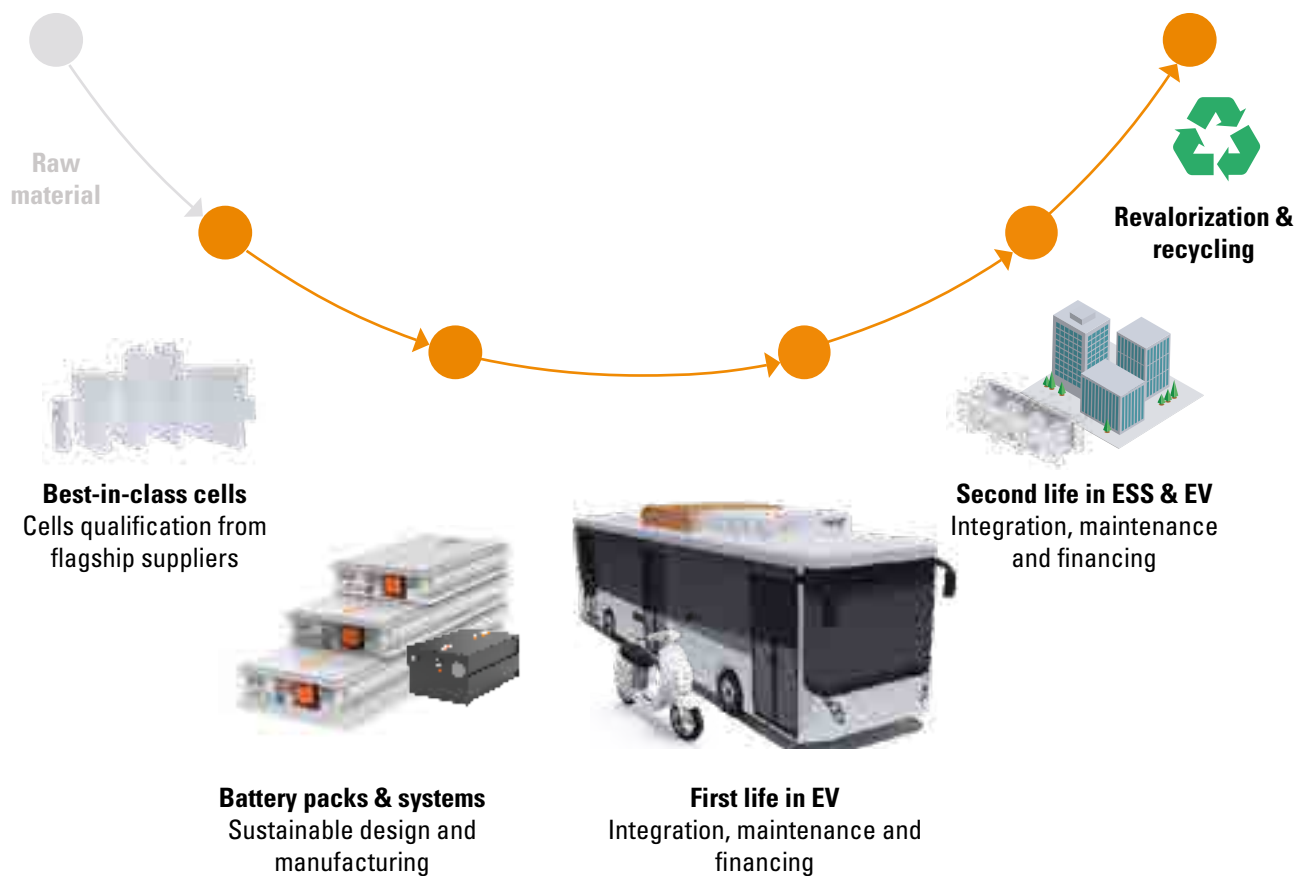 Raw
material
Best-in-class cells
Cells qualification from
flagship suppliers
Battery packs & systems
Sustainable design and
manufacturing
First life in EV
Integration, maintenance and
financing
Second life in ESS & EV
Integration, maintenance
and financing
Revalorization &
recycling